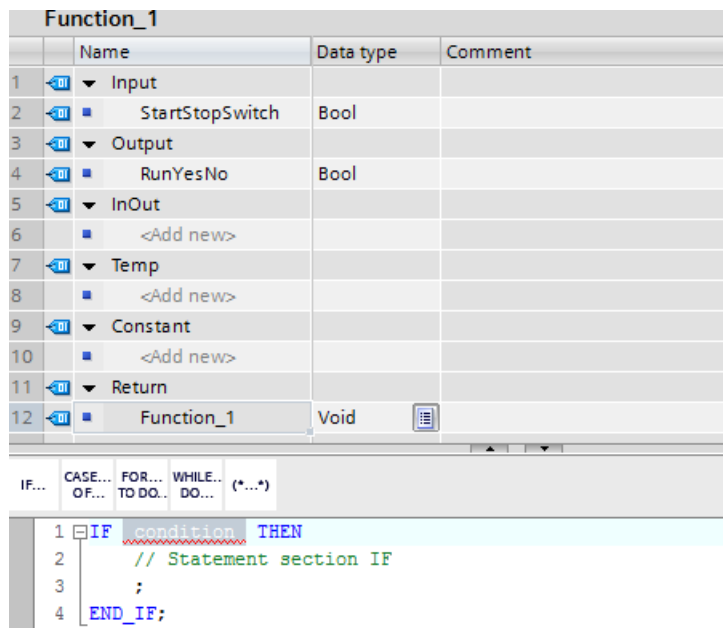 Function_1
Name Data type Comment
1 Input
2 StartStopSwitch Bool
3 Output
4 RunYesNo Bool
5 InOut
6 <Add new>
7 Temp
8 <Add new>
9 Constant
10 <Add new>
11 Return
12 Function_1 Void
IF... CASE... OF... FOR... TO DO... WHILE.. DO... (*...*)
1 IF condition THEN
2 // Statement section IF
3 ;
4 END_IF;